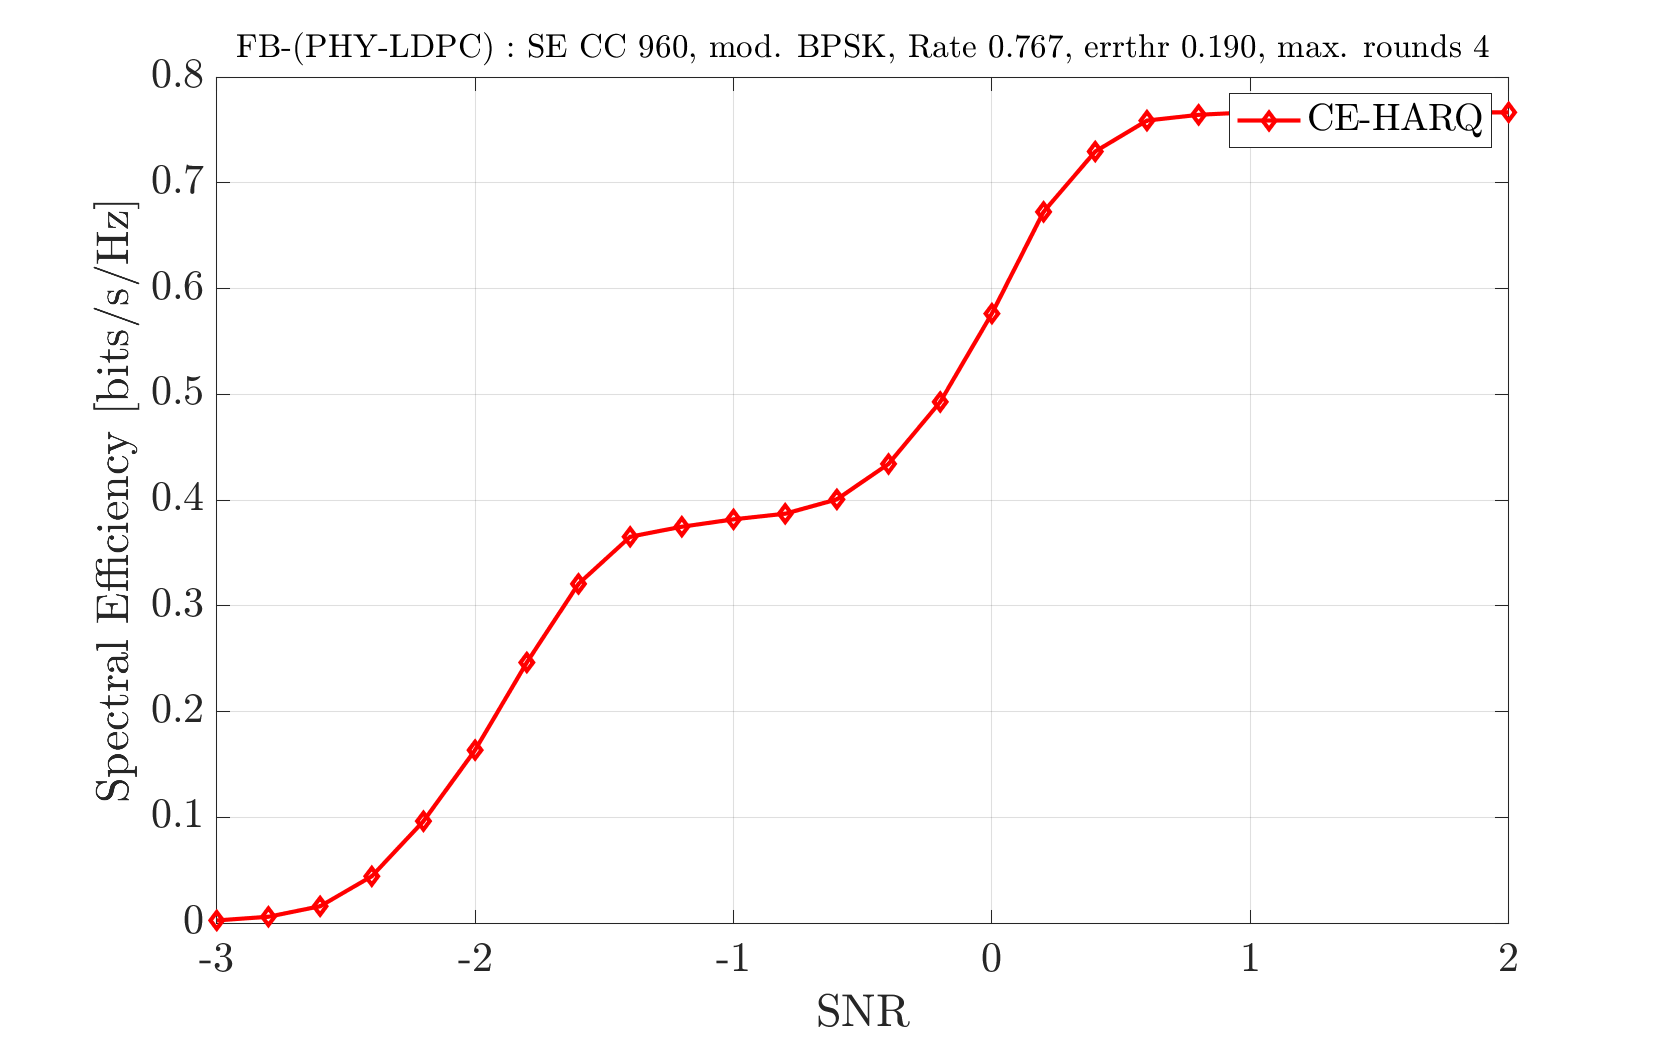 FB-(PHY-LDPC) : SE CC 960, mod. BPSK, Rate 0.767, errthr 0.190, max. rounds 4
CE-HARQ
Spectral Efficiency [bits/s/Hz]
0.8
0.7
0.6
0.5
0.4
0.3
0.2
0.1
0
-3 -2 -1 0 1 2
SNR